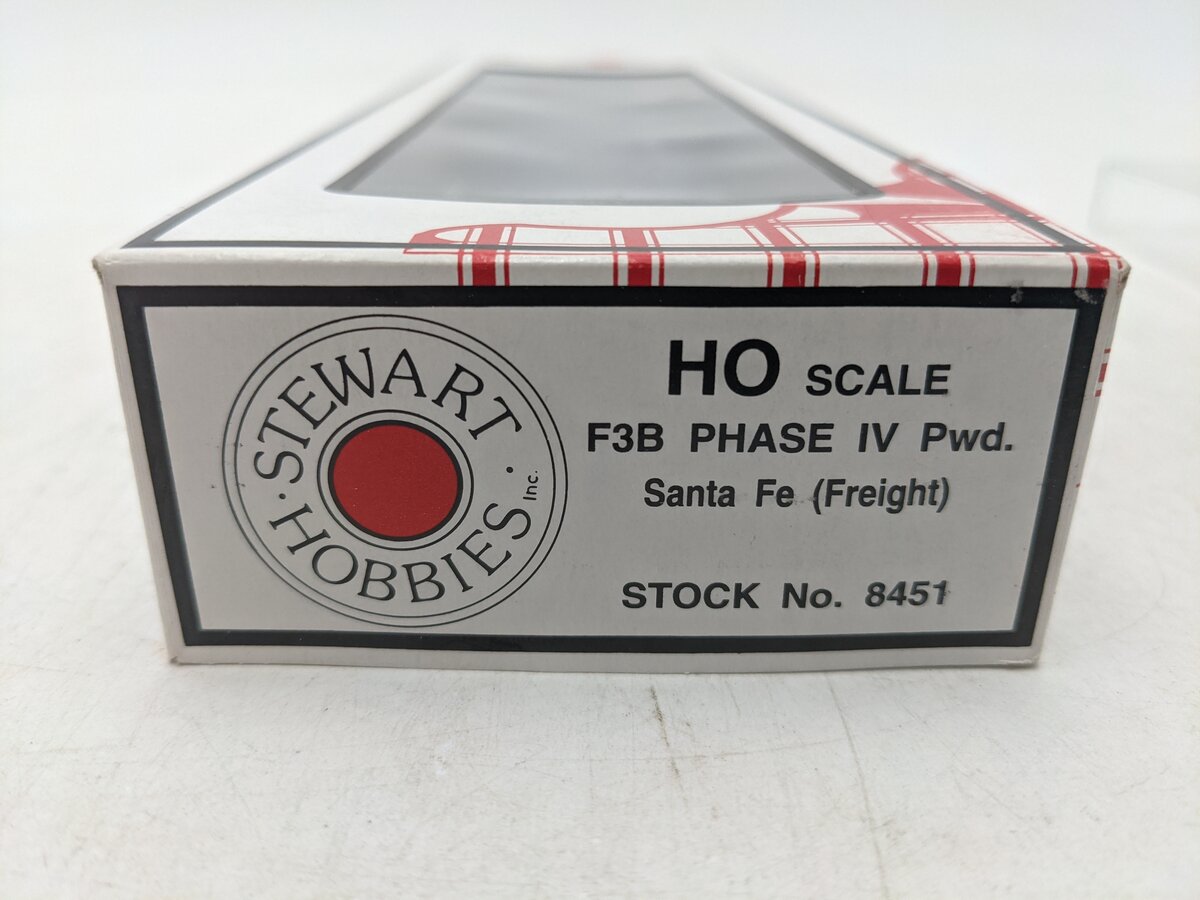 STEWART
HOBBIES Inc.
HO SCALE
F3B PHASE IV Pwd.
Santa Fe (Freight)
STOCK No. 8451